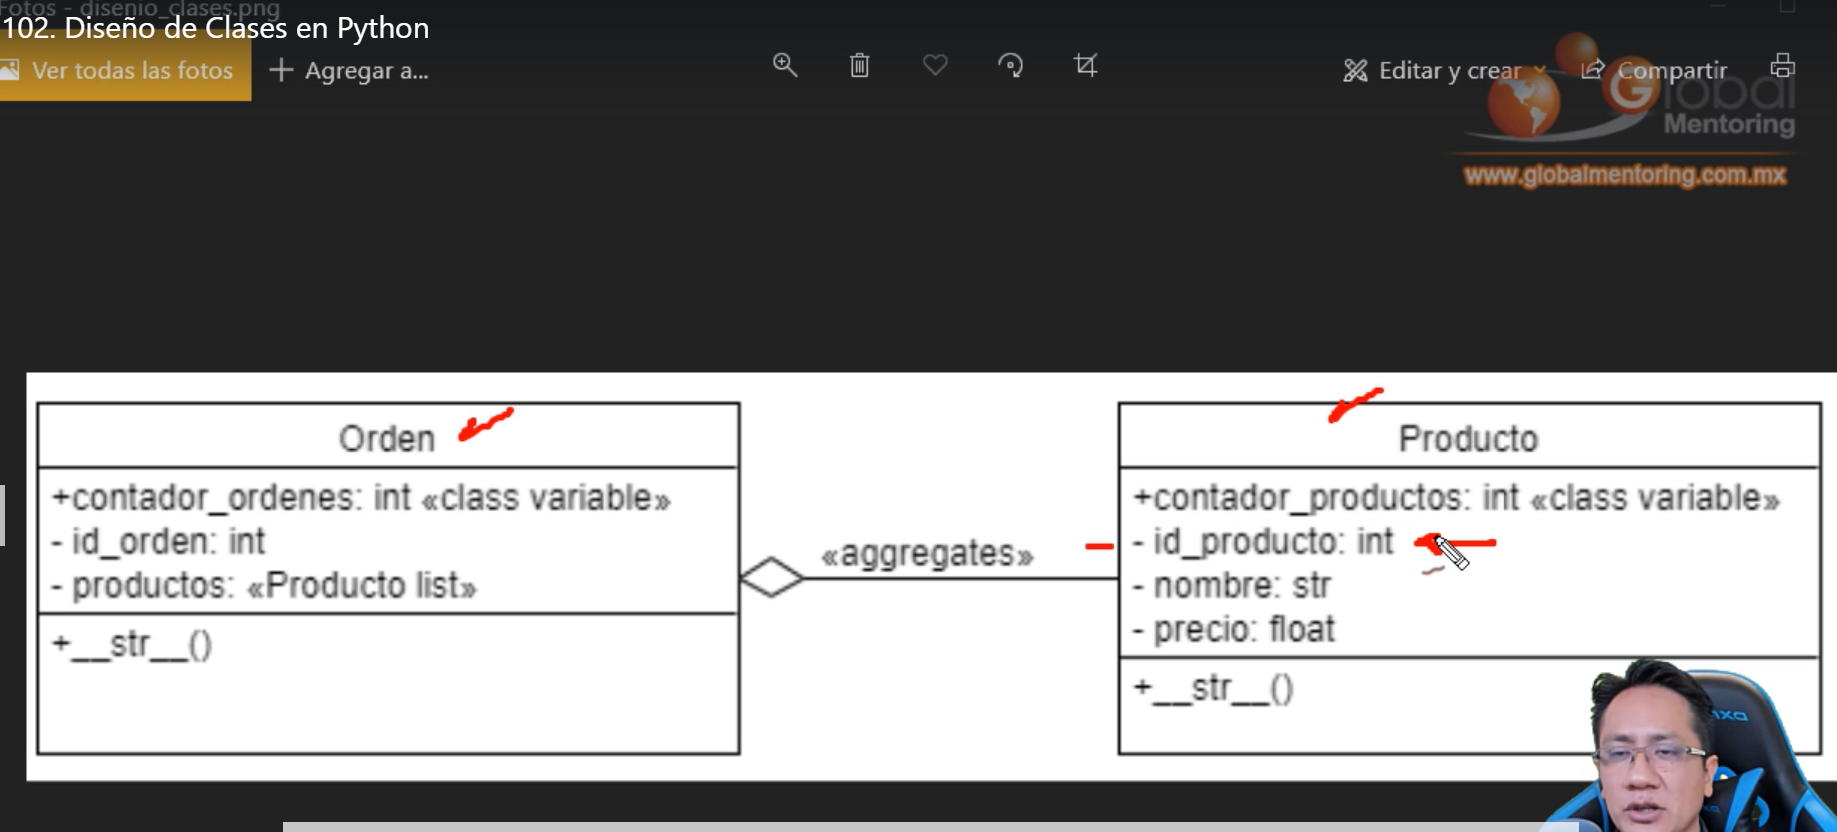 Fotos - disenio_clases.png
102. Diseño de Clases en Python
Ver todas las fotos
Agregar a...
Editar y crear
Compartir
Global
Mentoring
www.globalmentoring.com.mx
Orden
+contador_ordenes: int «class variable»
- id_orden: int
- productos: «Producto list»
+__str__()
«aggregates»
Producto
+contador_productos: int «class variable»
- id_producto: int
- nombre: str
- precio: float
+__str__()